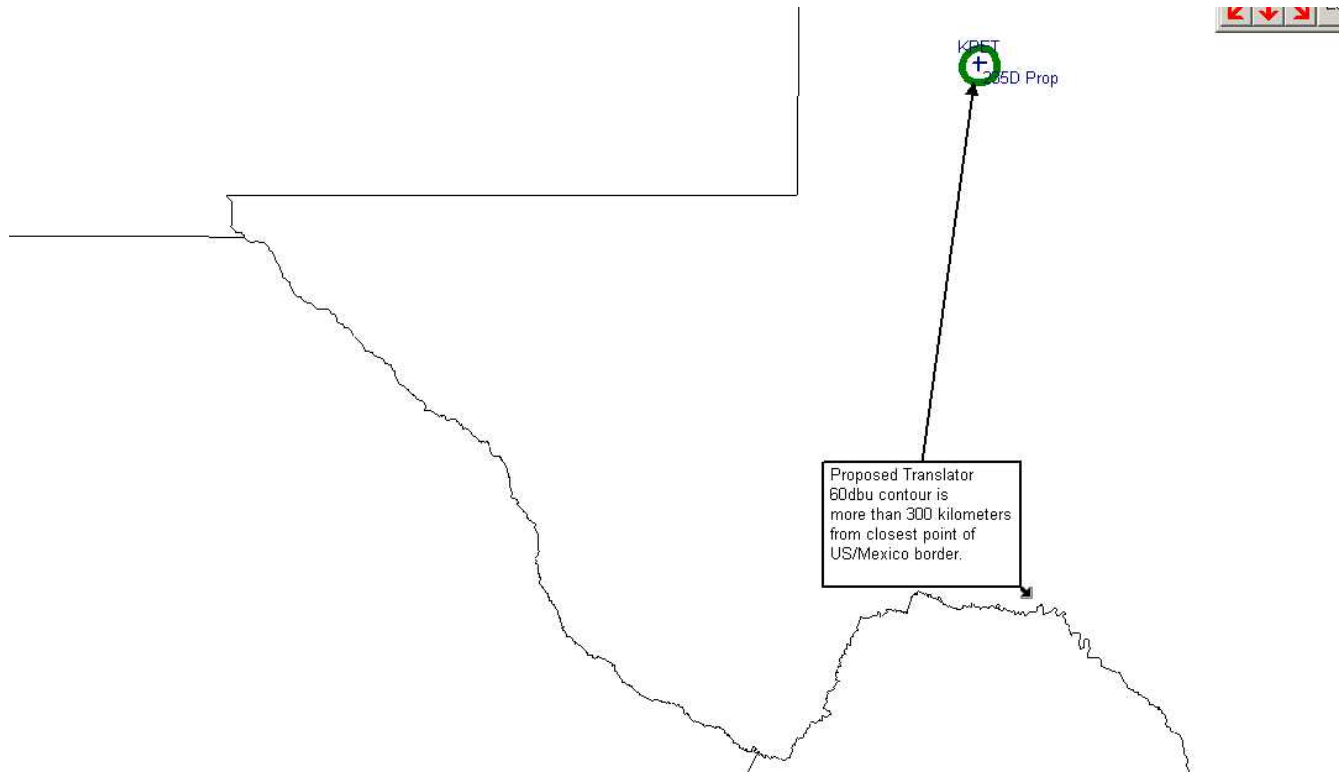 KPET
285D Prop
Proposed Translator
60dbu contour is
more than 300 kilometers
from closest point of
US/Mexico border.